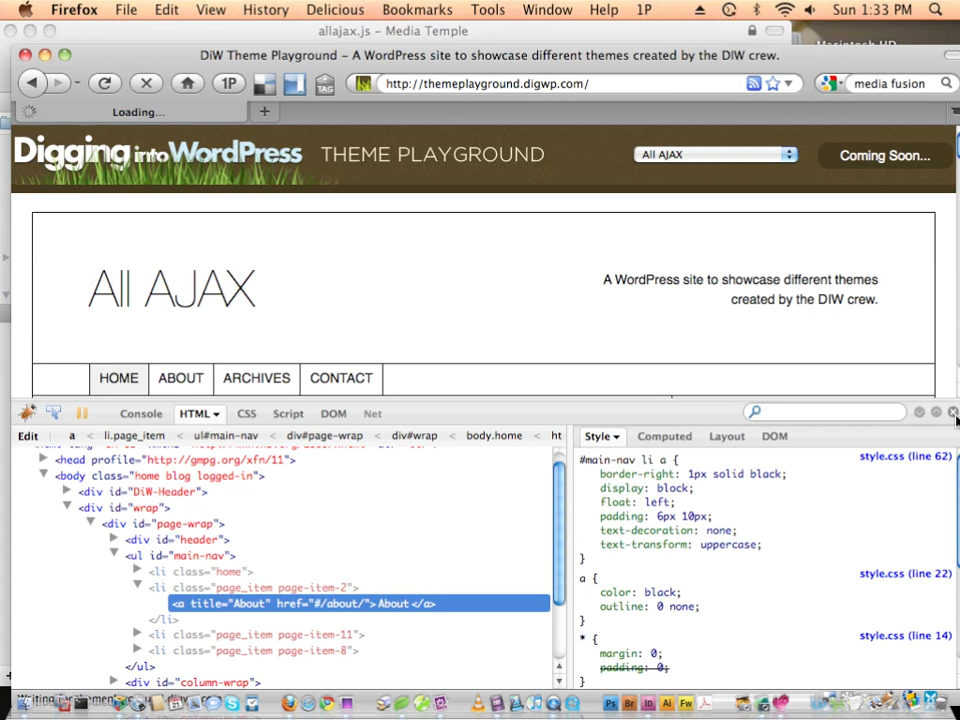 Firefox File Edit View History Delicious Bookmarks Tools Window Help 1P Sun 1:33 PM
allajax.js - Media Temple
DiW Theme Playground – A WordPress site to showcase different themes created by the DIW crew.
1P TAG http://themeplayground.digwp.com/ media fusion
Loading... +
Digging into WordPress THEME PLAYGROUND All AJAX Coming Soon...
All AJAX
A WordPress site to showcase different themes
created by the DIW crew.
HOME ABOUT ARCHIVES CONTACT
Console HTML CSS Script DOM Net
Edit a li.page_item ul#main-nav div#page-wrap div#wrap body.home ht
Style Computed Layout DOM
<head profile="http://gmpg.org/xfn/11">
<body class="home blog logged-in">
<div id="DiW-Header">
<div id="wrap">
<div id="page-wrap">
<div id="header">
<ul id="main-nav">
<li class="home">
<li class="page_item page-item-2">
<a title="About" href="#/about/">About</a>
</li>
<li class="page_item page-item-11">
<li class="page_item page-item-8">
</ul>
<div id="column-wrap">
#main-nav li a { style.css (line 62)
border-right: 1px solid black;
display: block;
float: left;
padding: 6px 10px;
text-decoration: none;
text-transform: uppercase;
}
a { style.css (line 22)
color: black;
outline: 0 none;
}
* { style.css (line 14)
margin: 0;
padding: 0;
}
Ps Br Id Ai Fw